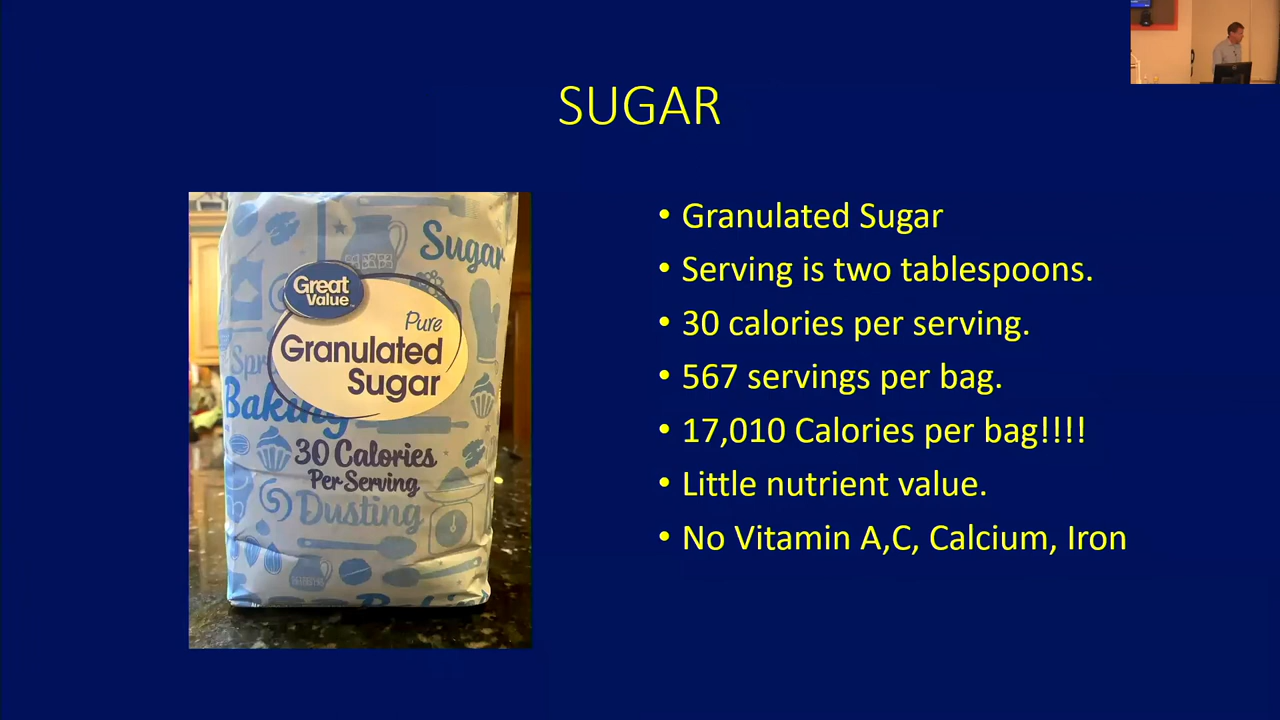 SUGAR
Sugar
Great
Value
Pure
Granulated
Sugar
Baking
30 Calories
Per Serving
Dusting
• Granulated Sugar
• Serving is two tablespoons.
• 30 calories per serving.
• 567 servings per bag.
• 17,010 Calories per bag!!!!
• Little nutrient value.
• No Vitamin A,C, Calcium, Iron